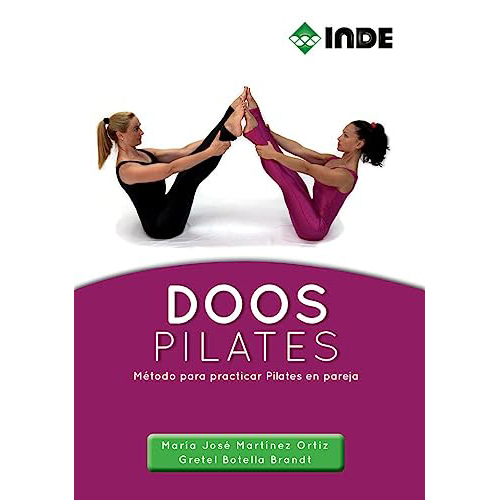 INDE
DOOS
PILATES
Método para practicar Pilates en pareja
María José Martínez Ortiz
Gretel Botella Brandt